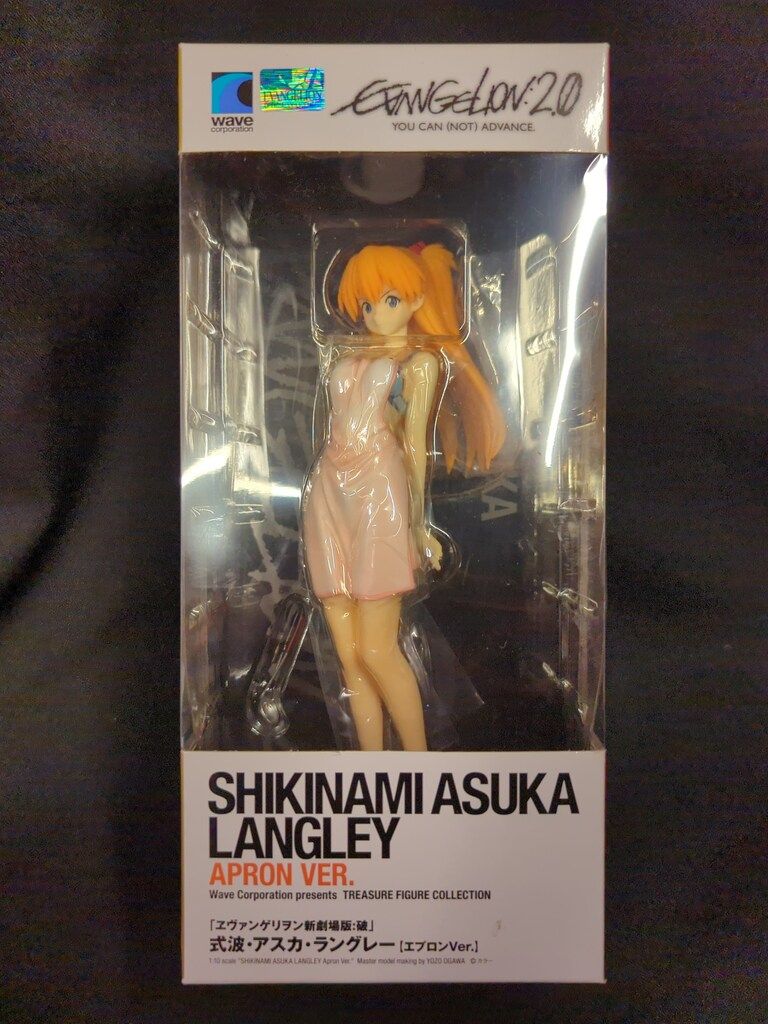 wave
corporation
EVANGELION:2.0
YOU CAN (NOT) ADVANCE.
SHIKINAMI ASUKA
LANGLEY
APRON VER.
Wave Corporation presents TREASURE FIGURE COLLECTION
「ヱヴァンゲリヲン新劇場版:破」
式波・アスカ・ラングレー【エプロンVer.】
1:10 scale "SHIKINAMI ASUKA LANGLEY Apron Ver." Master model making by YOZO OGAWA ©カラー